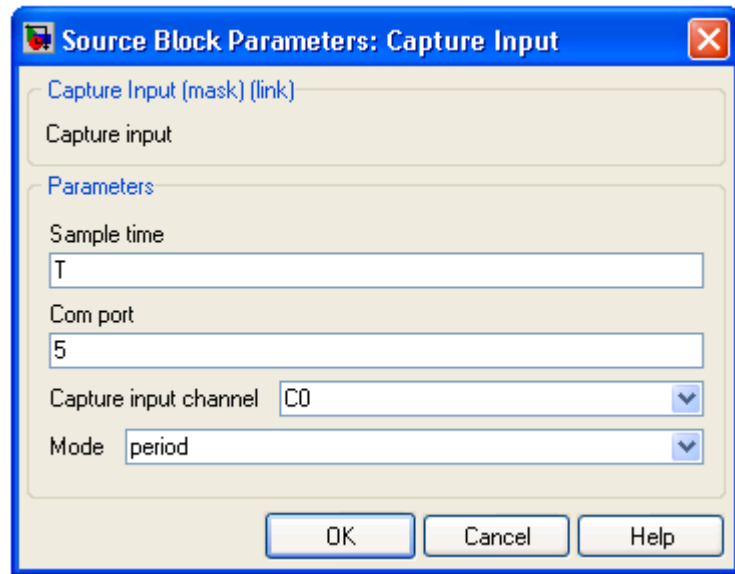 Source Block Parameters: Capture Input
Capture Input (mask) (link)
Capture input
Parameters
Sample time
T
Com port
5
Capture input channel C0
Mode period
OK Cancel Help